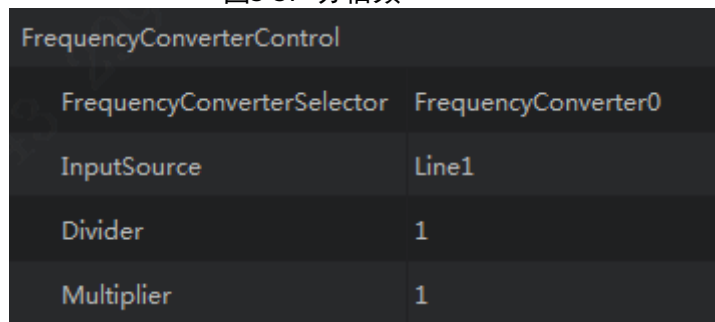 FrequencyConverterControl
FrequencyConverterSelector FrequencyConverter0
InputSource Line1
Divider 1
Multiplier 1